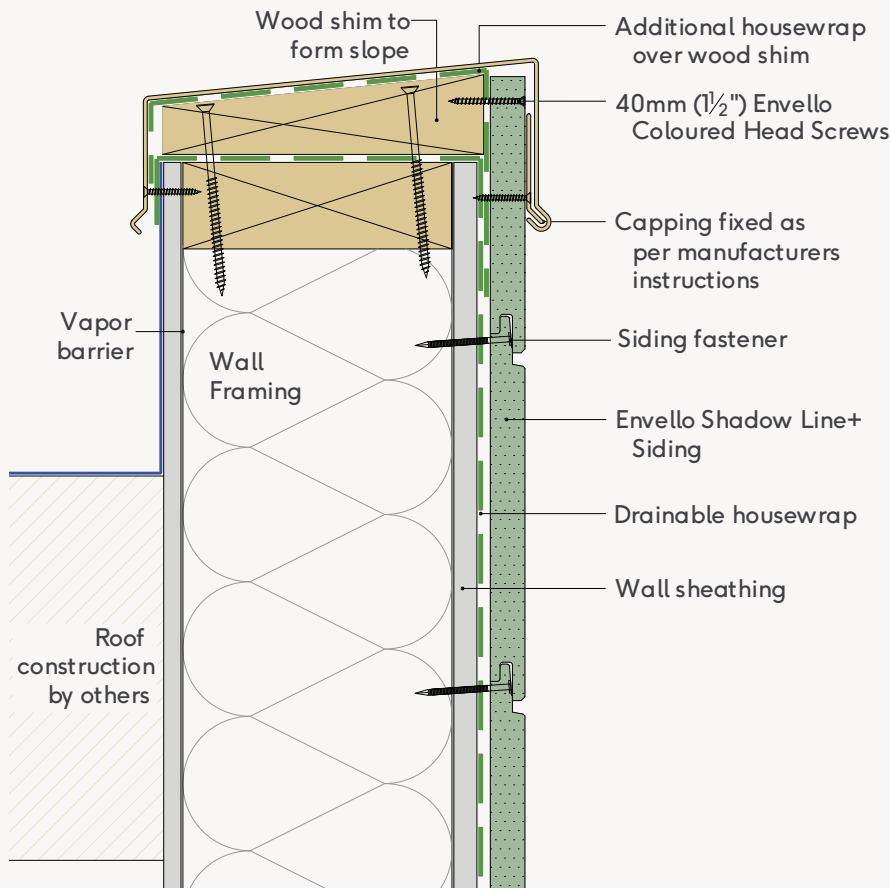 Wood shim to
form slope
Additional housewrap
over wood shim
40mm (1½") Envello
Coloured Head Screws
Capping fixed as
per manufacturers
instructions
Vapor
barrier
Wall
Framing
Siding fastener
Envello Shadow Line+
Siding
Drainable housewrap
Wall sheathing
Roof
construction
by others